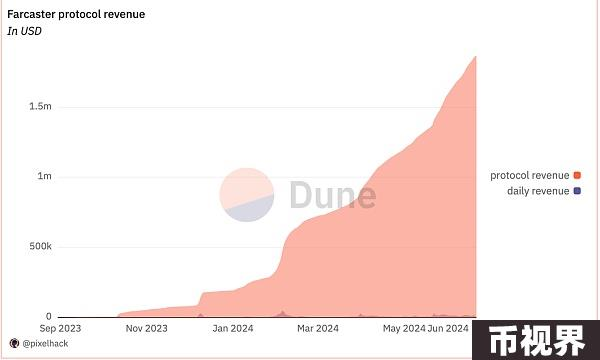 Farcaster protocol revenue
In USD
1.5m
1m
500k
0
Dune
protocol revenue
daily revenue
Sep 2023
Nov 2023
Jan 2024
Mar 2024
May 2024
Jun 2024
@pixelhack
币视界